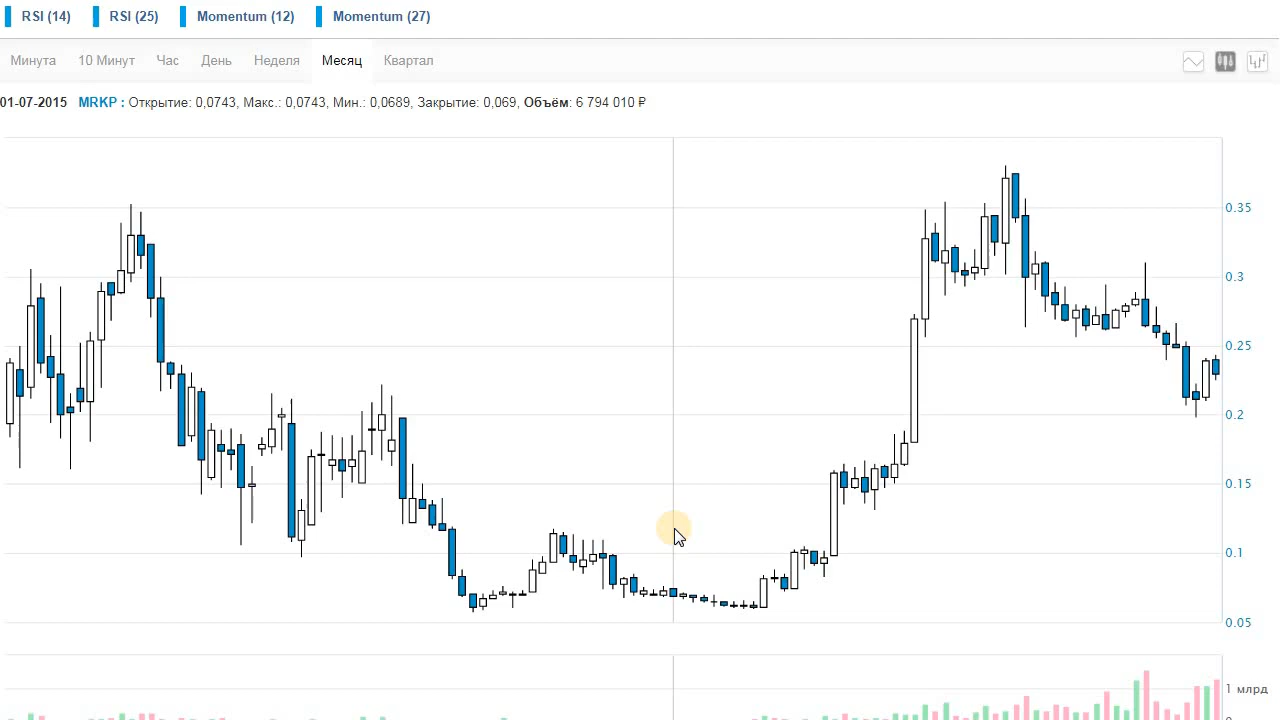 RSI (14) RSI (25) Momentum (12) Momentum (27)
Минута 10 Минут Час День Неделя Месяц Квартал
01-07-2015 MRKP : Открытие: 0,0743, Макс.: 0,0743, Мин.: 0,0689, Закрытие: 0,069, Объём: 6 794 010 ₽
0.35
0.3
0.25
0.2
0.15
0.1
0.05
1 млрд